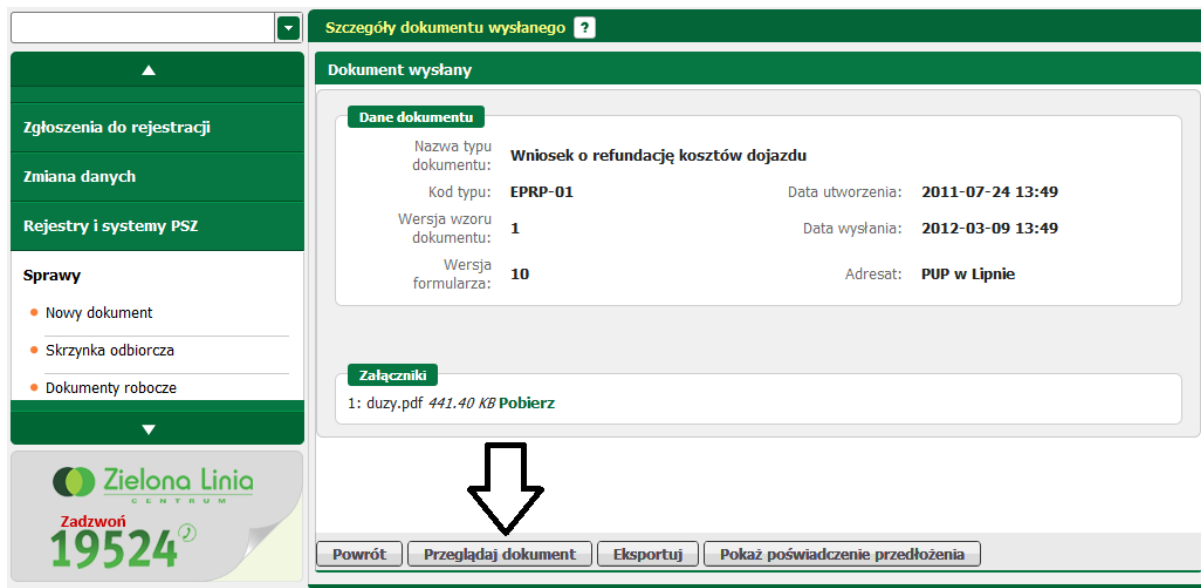 Szczegóły dokumentu wysłanego ?
Zgłoszenia do rejestracji
Zmiana danych
Rejestry i systemy PSZ
Sprawy
Nowy dokument
Skrzynka odbiorcza
Dokumenty robocze
Zielona Linia
CENTRUM
Zadzwoń
19524
Dokument wysłany
Dane dokumentu
Nazwa typu
dokumentu: Wniosek o refundację kosztów dojazdu
Kod typu: EPRP-01 Data utworzenia: 2011-07-24 13:49
Wersja wzoru
dokumentu: 1 Data wysłania: 2012-03-09 13:49
Wersja
formularza: 10 Adresat: PUP w Lipnie
Załączniki
1: duzy.pdf 441.40 KB Pobierz
Powrót Przeglądaj dokument Eksportuj Pokaż poświadczenie przedłożenia